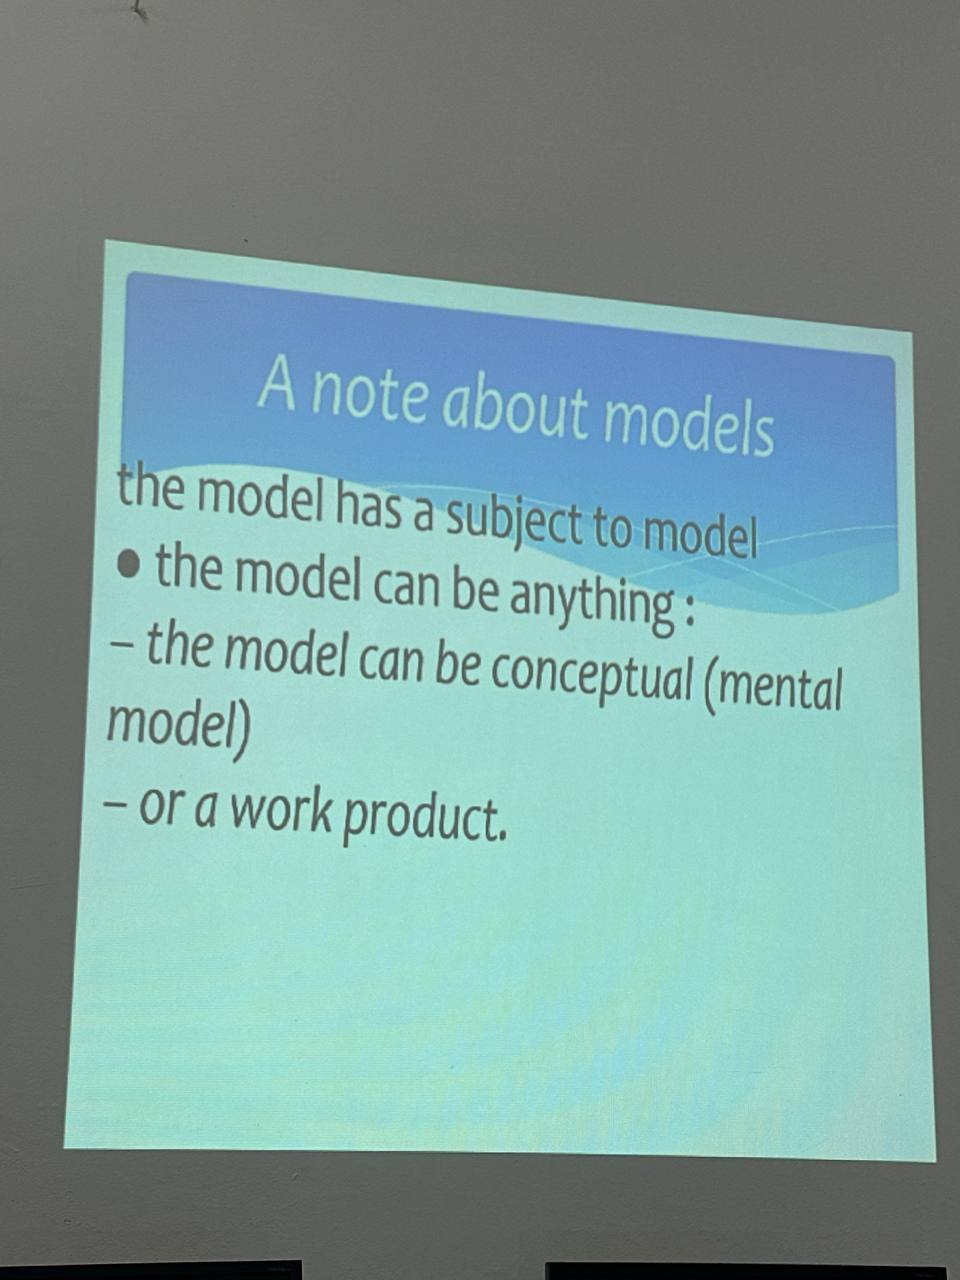 A note about models
the model has a subject to model
● the model can be anything :
– the model can be conceptual (mental
model)
– or a work product.